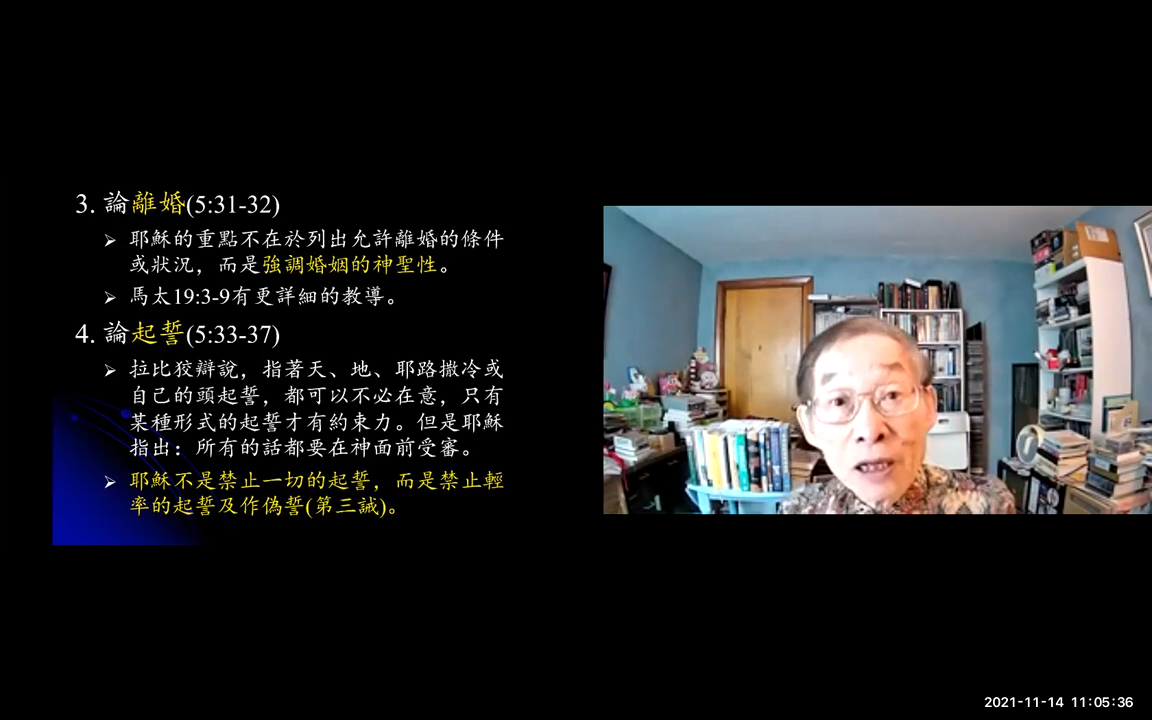 3. 論離婚(5:31-32)
➢ 耶穌的重點不在於列出允許離婚的條件
或狀況，而是強調婚姻的神聖性。
➢ 馬太19:3-9有更詳細的教導。
4. 論起誓(5:33-37)
➢ 拉比狡辯說，指著天、地、耶路撒冷或
自己的頭起誓，都可以不必在意，只有
某種形式的起誓才有約束力。但是耶穌
指出：所有的話都要在神面前受審。
➢ 耶穌不是禁止一切的起誓，而是禁止輕
率的起誓及作偽誓(第三誡)。
2021-11-14 11:05:36